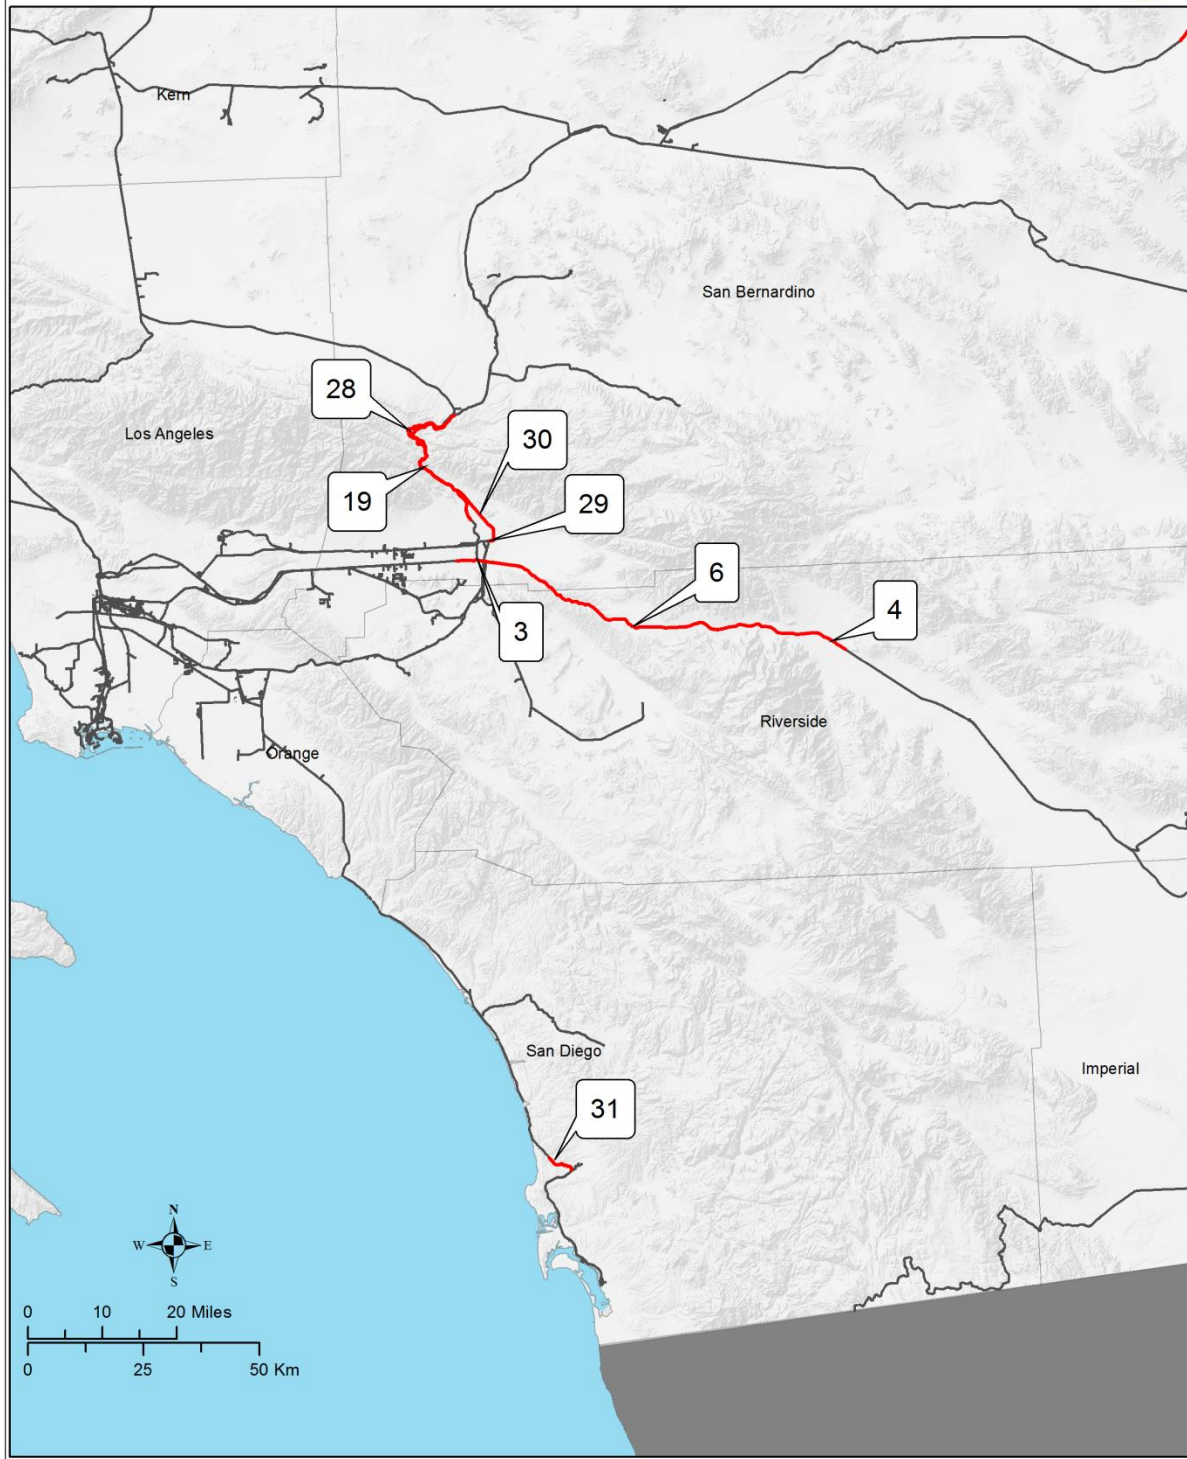 Kern
San Bernardino
28
Los Angeles
30
19
29
6
4
3
Riverside
Orange
San Diego
Imperial
31
N
W E
S
0 10 20 Miles
0 25 50 Km